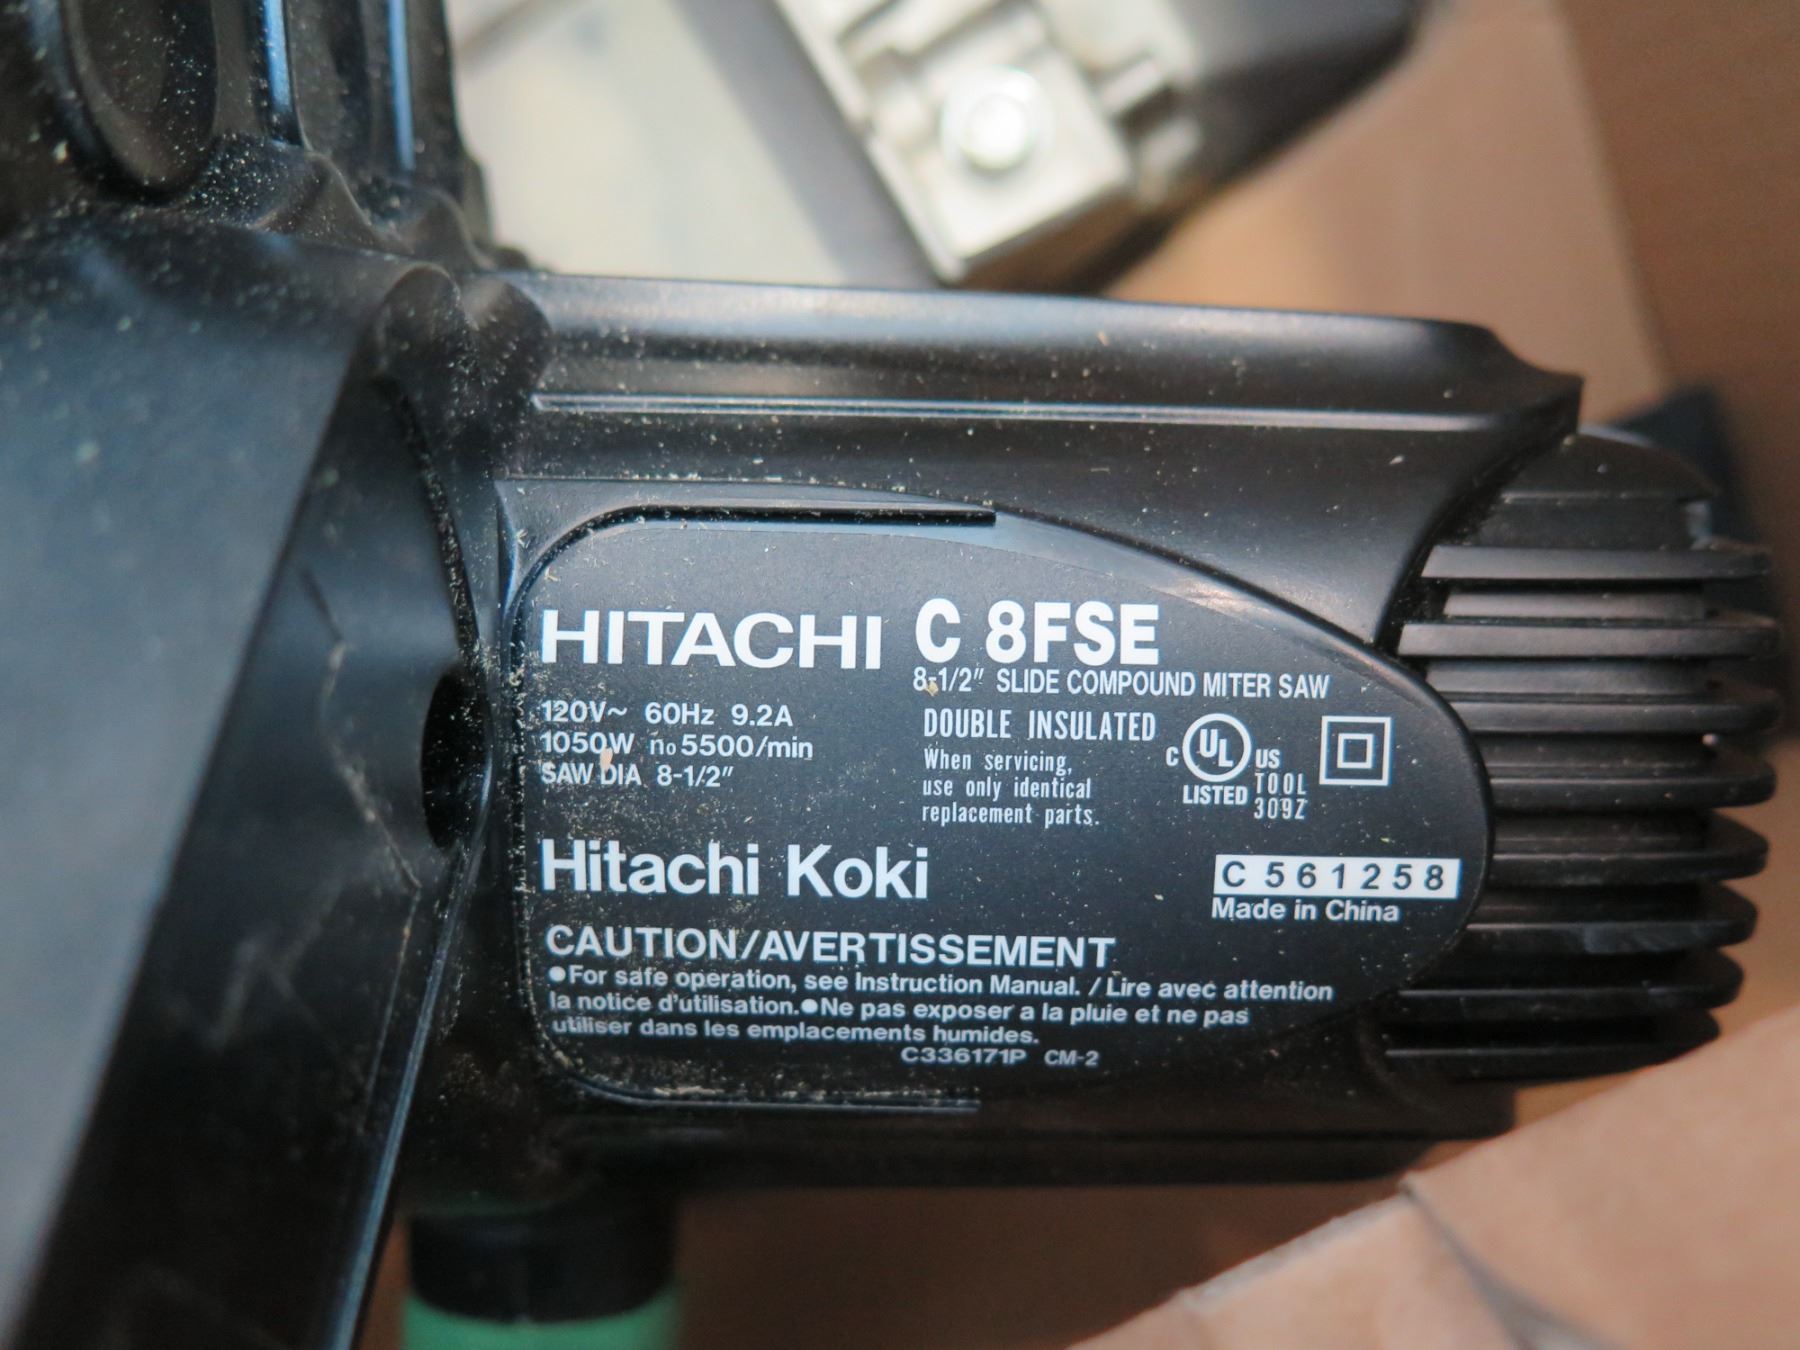 HITACHI C 8FSE
8-1/2" SLIDE COMPOUND MITER SAW
120V~ 60Hz 9.2A
1050W no 5500/min
SAW DIA 8-1/2"
DOUBLE INSULATED
When servicing,
use only identical
replacement parts.
C UL US
LISTED
TOOL
309Z
Hitachi Koki
C561258
Made in China
CAUTION/AVERTISSEMENT
●For safe operation, see Instruction Manual. / Lire avec attention
la notice d'utilisation.●Ne pas exposer a la pluie et ne pas
utiliser dans les emplacements humides.
C336171P CM-2